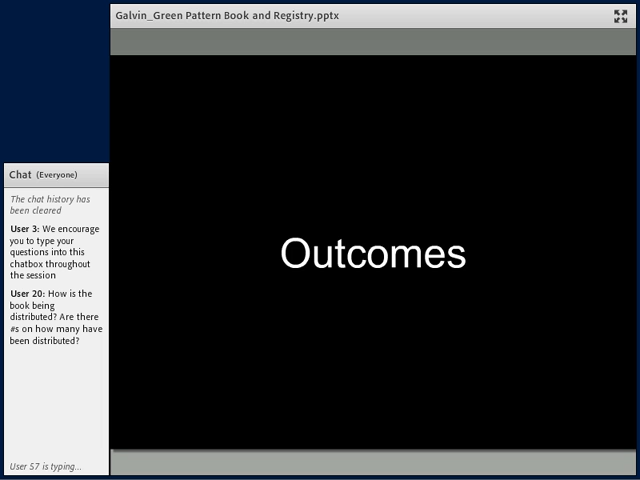 Galvin_Green Pattern Book and Registry.pptx
Chat (Everyone)
The chat history has
been cleared
User 3: We encourage
you to type your
questions into this
chatbox throughout
the session
User 20: How is the
book being
distributed? Are there
#s on how many have
been distributed?
User 57 is typing...
Outcomes